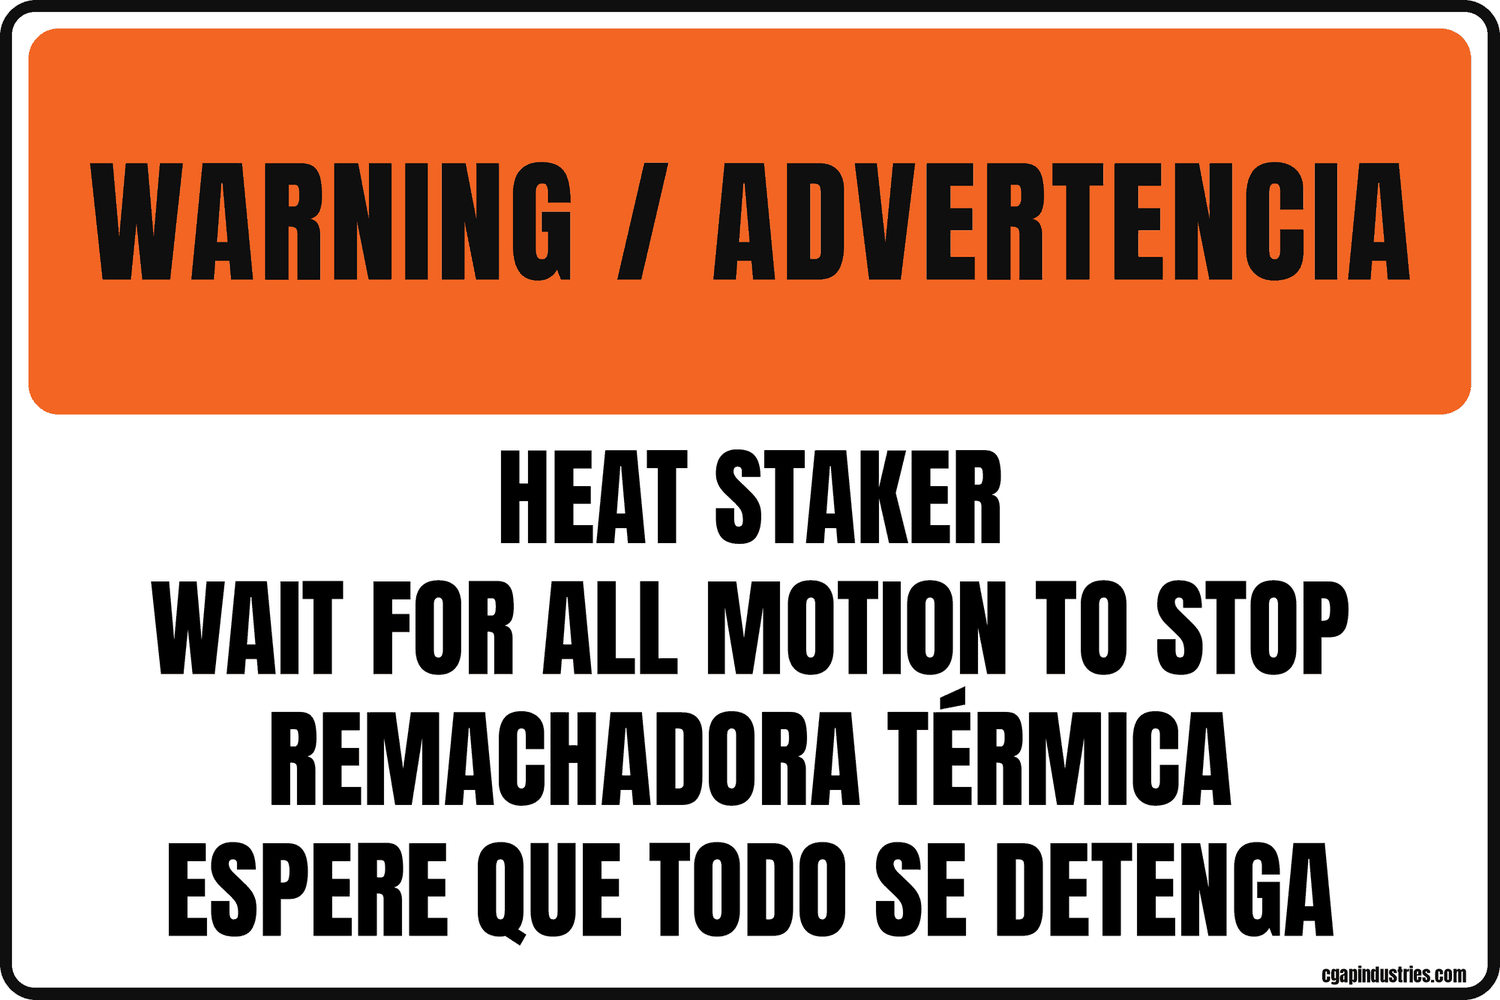 WARNING / ADVERTENCIA
HEAT STAKER
WAIT FOR ALL MOTION TO STOP
REMACHADORA TÉRMICA
ESPERE QUE TODO SE DETENGA
cgapindustries.com